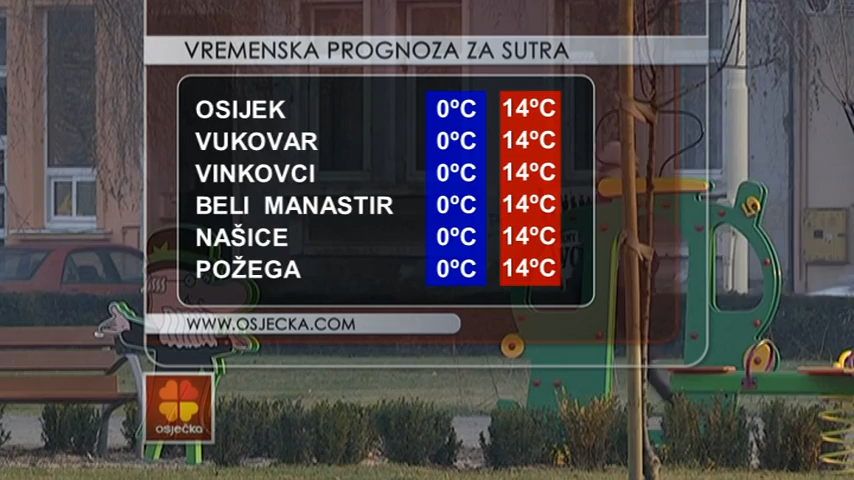 VREMENSKA PROGNOZA ZA SUTRA
OSIJEK 0ºC 14ºC
VUKOVAR 0ºC 14ºC
VINKOVCI 0ºC 14ºC
BELI MANASTIR 0ºC 14ºC
NAŠICE 0ºC 14ºC
POŽEGA 0ºC 14ºC
WWW.OSJECKA.COM
osječka